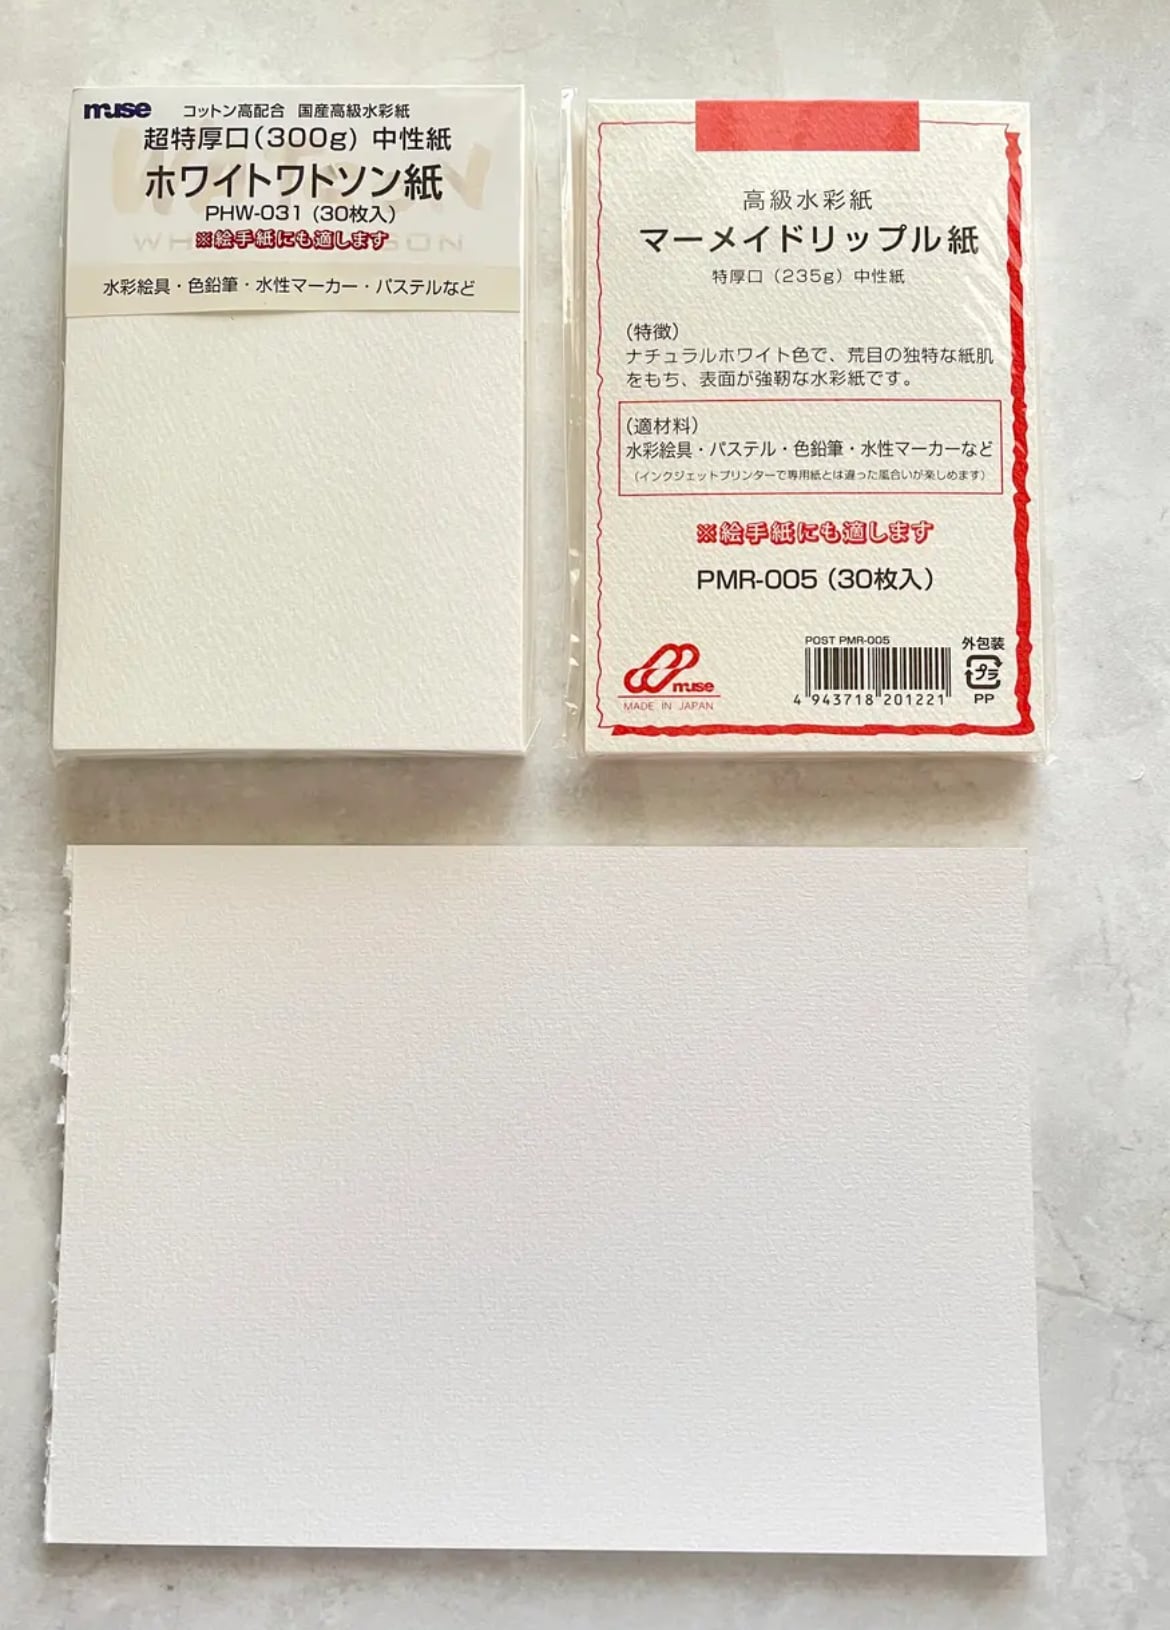 muse コットン高配合 国産高級水彩紙
超特厚口(300g) 中性紙
ホワイトワトソン紙
PHW-031 (30枚入)
※絵手紙にも適します
水彩絵具・色鉛筆・水性マーカー・パステルなど
高級水彩紙
マーメイドリップル紙
特厚口(235g) 中性紙
(特徴)
ナチュラルホワイト色で、荒目の独特な紙肌
をもち、表面が強靭な水彩紙です。
(適材料)
水彩絵具・パステル・色鉛筆・水性マーカーなど
(インクジェットプリンターで専用紙とは違った風合いが楽しめます)
※絵手紙にも適します
PMR-005 (30枚入)
muse
MADE IN JAPAN
POST PMR-005
4 943718 201221
外包装
プラ
PP